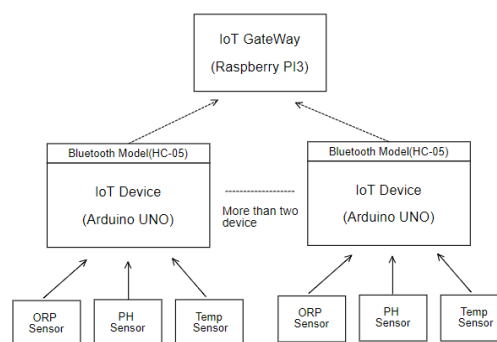 IoT GateWay
(Raspberry PI3)
Bluetooth Model(HC-05)
IoT Device
(Arduino UNO)
More than two
device
Bluetooth Model(HC-05)
IoT Device
(Arduino UNO)
ORP
Sensor
PH
Sensor
Temp
Sensor
ORP
Sensor
PH
Sensor
Temp
Sensor